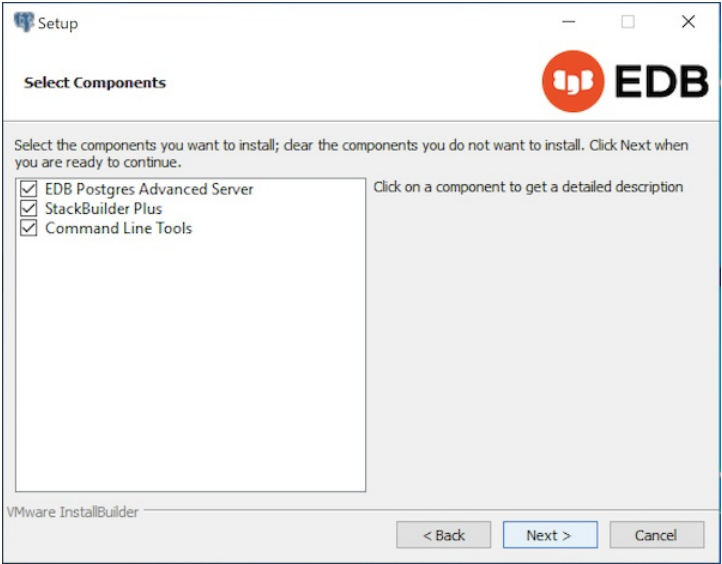 Setup
Select Components
EDB
Select the components you want to install; clear the components you do not want to install. Click Next when
you are ready to continue.
EDB Postgres Advanced Server
StackBuilder Plus
Command Line Tools
Click on a component to get a detailed description
VMware InstallBuilder
< Back
Next >
Cancel